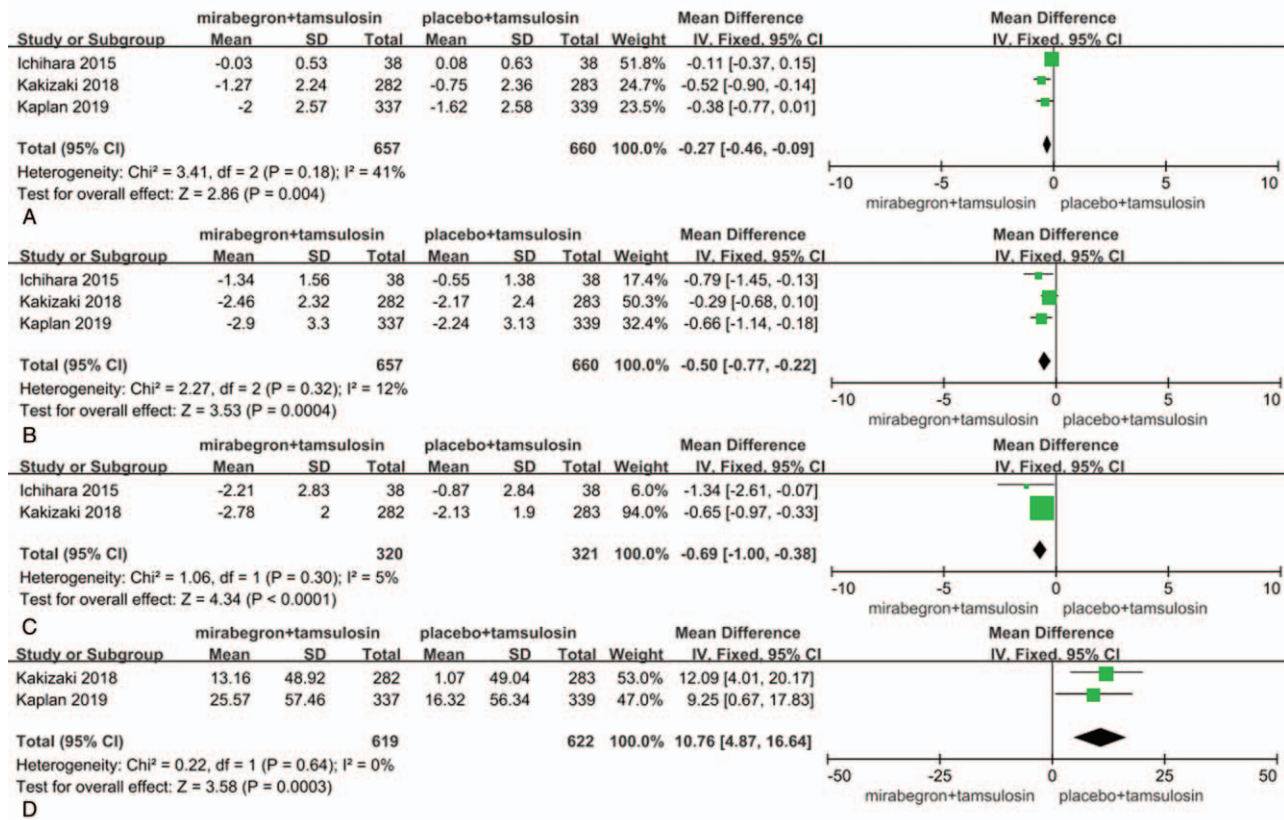 mirabegron+tamsulosin placebo+tamsulosin Mean Difference Mean Difference
Study or Subgroup Mean SD Total Mean SD Total Weight IV, Fixed, 95% CI IV, Fixed, 95% CI
Ichihara 2015 -0.03 0.53 38 0.08 0.63 38 51.8% -0.11 [-0.37, 0.15]
Kakizaki 2018 -1.27 2.24 282 -0.75 2.36 283 24.7% -0.52 [-0.90, -0.14]
Kaplan 2019 -2 2.57 337 -1.62 2.58 339 23.5% -0.38 [-0.77, 0.01]
Total (95% CI) 657 660 100.0% -0.27 [-0.46, -0.09]
Heterogeneity: Chi² = 3.41, df = 2 (P = 0.18); I² = 41%
Test for overall effect: Z = 2.86 (P = 0.004)
-10 -5 0 5 10
mirabegron+tamsulosin placebo+tamsulosin
A
mirabegron+tamsulosin placebo+tamsulosin Mean Difference Mean Difference
Study or Subgroup Mean SD Total Mean SD Total Weight IV, Fixed, 95% CI IV, Fixed, 95% CI
Ichihara 2015 -1.34 1.56 38 -0.55 1.38 38 17.4% -0.79 [-1.45, -0.13]
Kakizaki 2018 -2.46 2.32 282 -2.17 2.4 283 50.3% -0.29 [-0.68, 0.10]
Kaplan 2019 -2.9 3.3 337 -2.24 3.13 339 32.4% -0.66 [-1.14, -0.18]
Total (95% CI) 657 660 100.0% -0.50 [-0.77, -0.22]
Heterogeneity: Chi² = 2.27, df = 2 (P = 0.32); I² = 12%
Test for overall effect: Z = 3.53 (P = 0.0004)
-10 -5 0 5 10
mirabegron+tamsulosin placebo+tamsulosin
B
mirabegron+tamsulosin placebo+tamsulosin Mean Difference Mean Difference
Study or Subgroup Mean SD Total Mean SD Total Weight IV, Fixed, 95% CI IV, Fixed, 95% CI
Ichihara 2015 -2.21 2.83 38 -0.87 2.84 38 6.0% -1.34 [-2.61, -0.07]
Kakizaki 2018 -2.78 2 282 -2.13 1.9 283 94.0% -0.65 [-0.97, -0.33]
Total (95% CI) 320 321 100.0% -0.69 [-1.00, -0.38]
Heterogeneity: Chi² = 1.06, df = 1 (P = 0.30); I² = 5%
Test for overall effect: Z = 4.34 (P < 0.0001)
-10 -5 0 5 10
mirabegron+tamsulosin placebo+tamsulosin
C
mirabegron+tamsulosin placebo+tamsulosin Mean Difference Mean Difference
Study or Subgroup Mean SD Total Mean SD Total Weight IV, Fixed, 95% CI IV, Fixed, 95% CI
Kakizaki 2018 13.16 48.92 282 1.07 49.04 283 53.0% 12.09 [4.01, 20.17]
Kaplan 2019 25.57 57.46 337 16.32 56.34 339 47.0% 9.25 [0.67, 17.83]
Total (95% CI) 619 622 100.0% 10.76 [4.87, 16.64]
Heterogeneity: Chi² = 0.22, df = 1 (P = 0.64); I² = 0%
Test for overall effect: Z = 3.58 (P = 0.0003)
-50 -25 0 25 50
mirabegron+tamsulosin placebo+tamsulosin
D